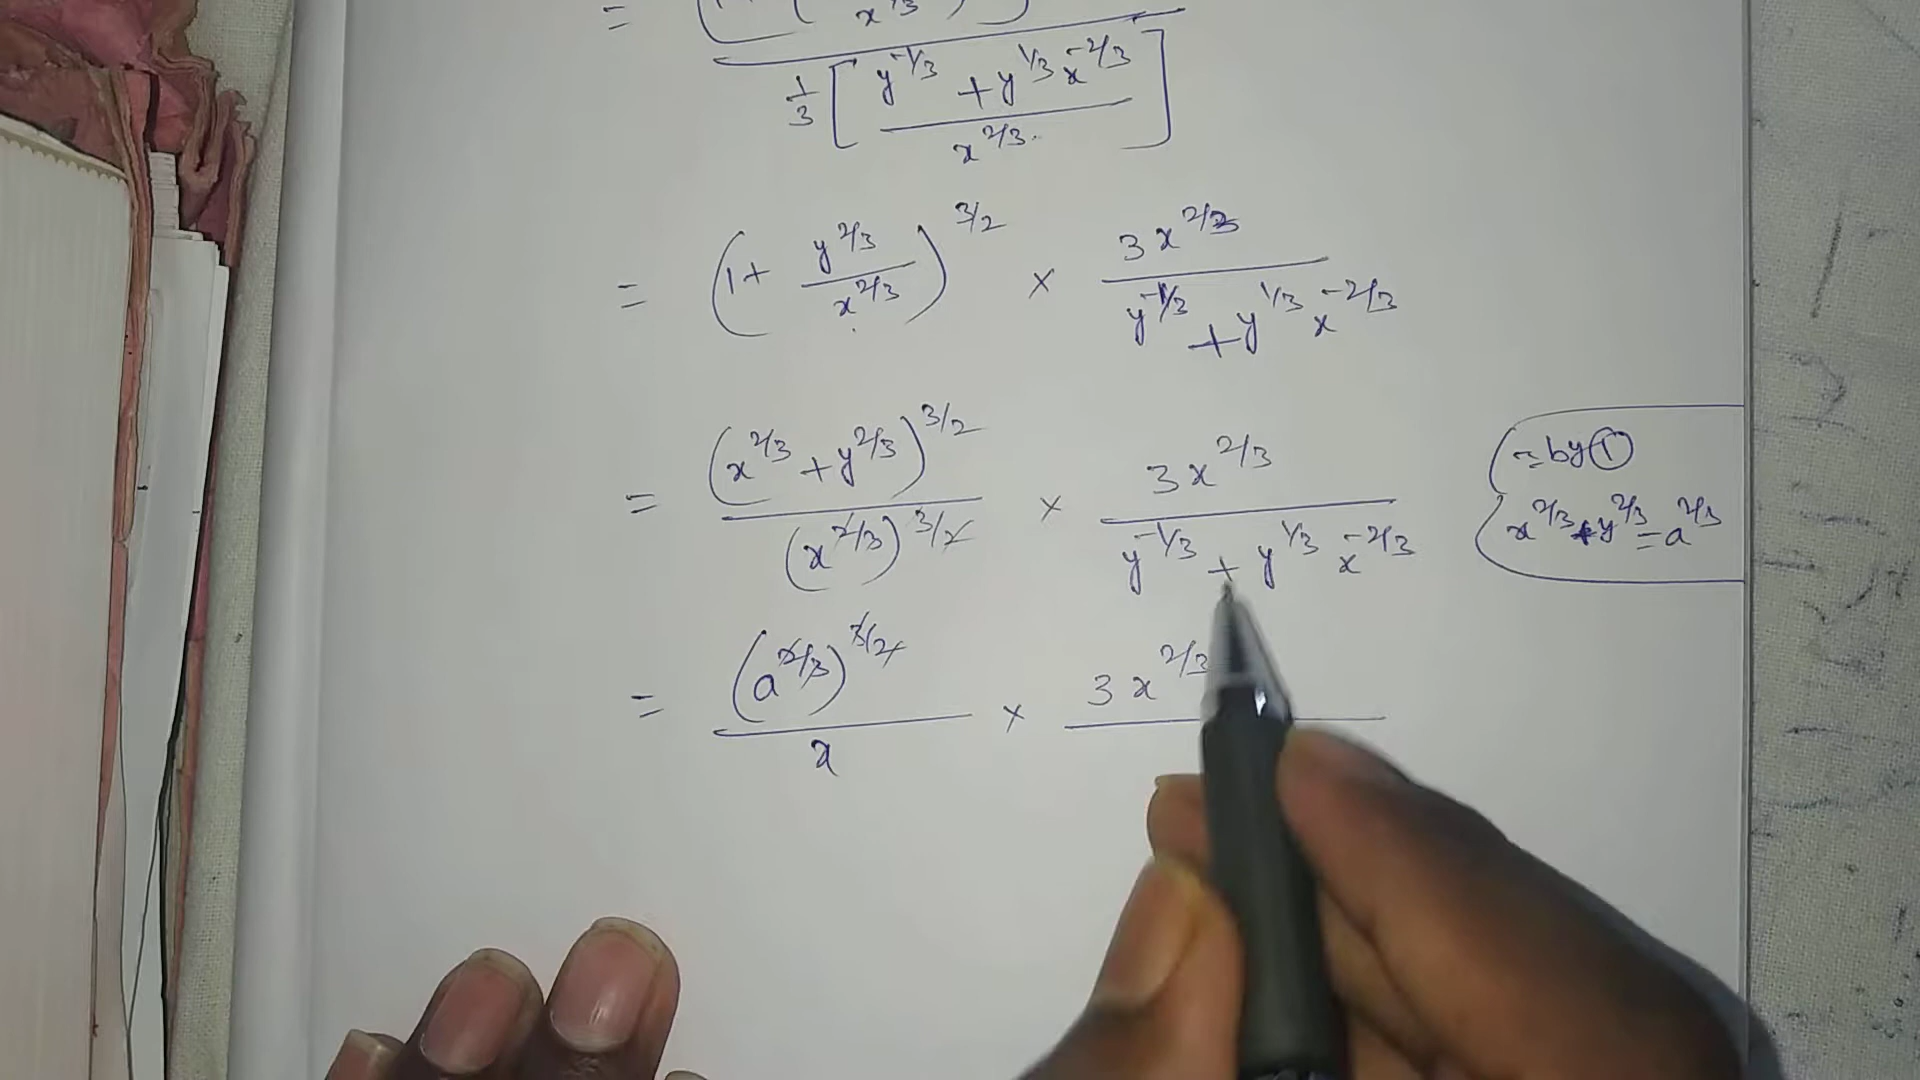 = (1+ ( x^1/3 ) )
1/3 [ y^-1/3 + y^1/3 x^-2/3 / x^2/3 ]
= (1+ y^2/3 / x^2/3)^3/2 × 3x^2/3 / y^-1/3 + y^1/3 x^-2/3
= (x^2/3 + y^2/3)^3/2 / (x^2/3)^3/2 × 3x^2/3 / y^-1/3 + y^1/3 x^-2/3
= by ①
x^2/3 + y^2/3 = a^2/3
= (a^2/3)^3/2 / x × 3x^2/3